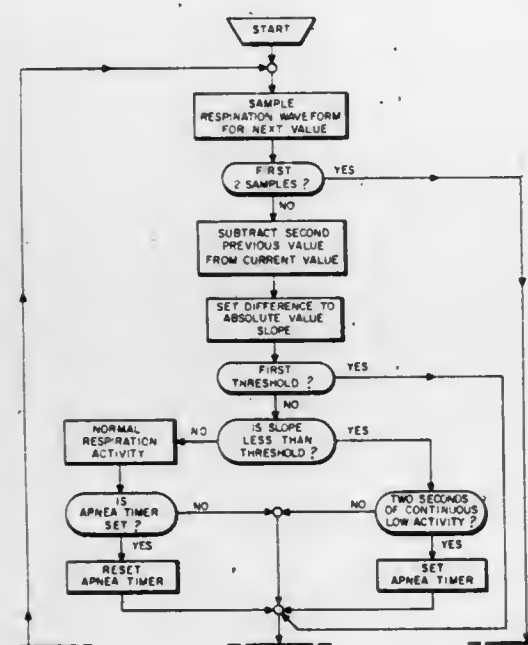 START
SAMPLE
RESPINATION WAVEFORM
FOR NEXT VALUE
FIRST
2 SAMPLES ?
YES
NO
SUBTRACT SECOND
PREVIOUS VALUE
FROM CURRENT VALUE
SET DIFFERENCE TO
ABSOLUTE VALUE
SLOPE
FIRST
THRESHOLD ?
YES
NO
NORMAL
RESPIRATION
ACTIVITY
NO
IS SLOPE
LESS THAN
THRESHOLD ?
YES
IS
APNEA TIMER
SET ?
NO
NO
TWO SECONDS
OF CONTINUOUS
LOW ACTIVITY ?
YES
YES
RESET
APNEA TIMER
SET
APNEA TIMER